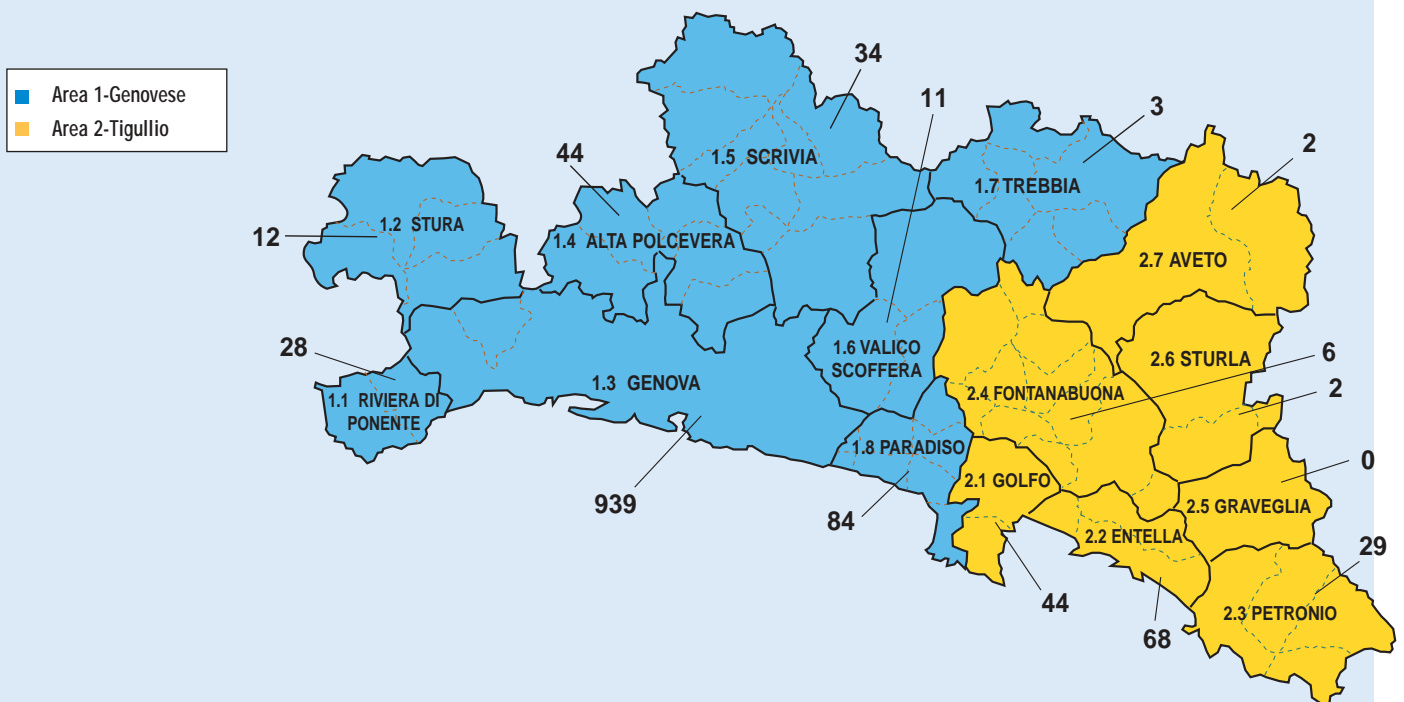 Area 1-Genovese
Area 2-Tigullio
34
11
3
2
44
12
28
1.5 SCRIVIA
1.7 TREBBIA
1.2 STURA
1.4 ALTA POLCEVERA
2.7 AVETO
1.6 VALICO
SCOFFERA
2.6 STURLA
6
1.3 GENOVA
2.4 FONTANABUONA
2
1.1 RIVIERA DI
PONENTE
1.8 PARADISO
0
2.1 GOLFO
939
84
2.5 GRAVEGLIA
2.2 ENTELLA
29
44
68
2.3 PETRONIO